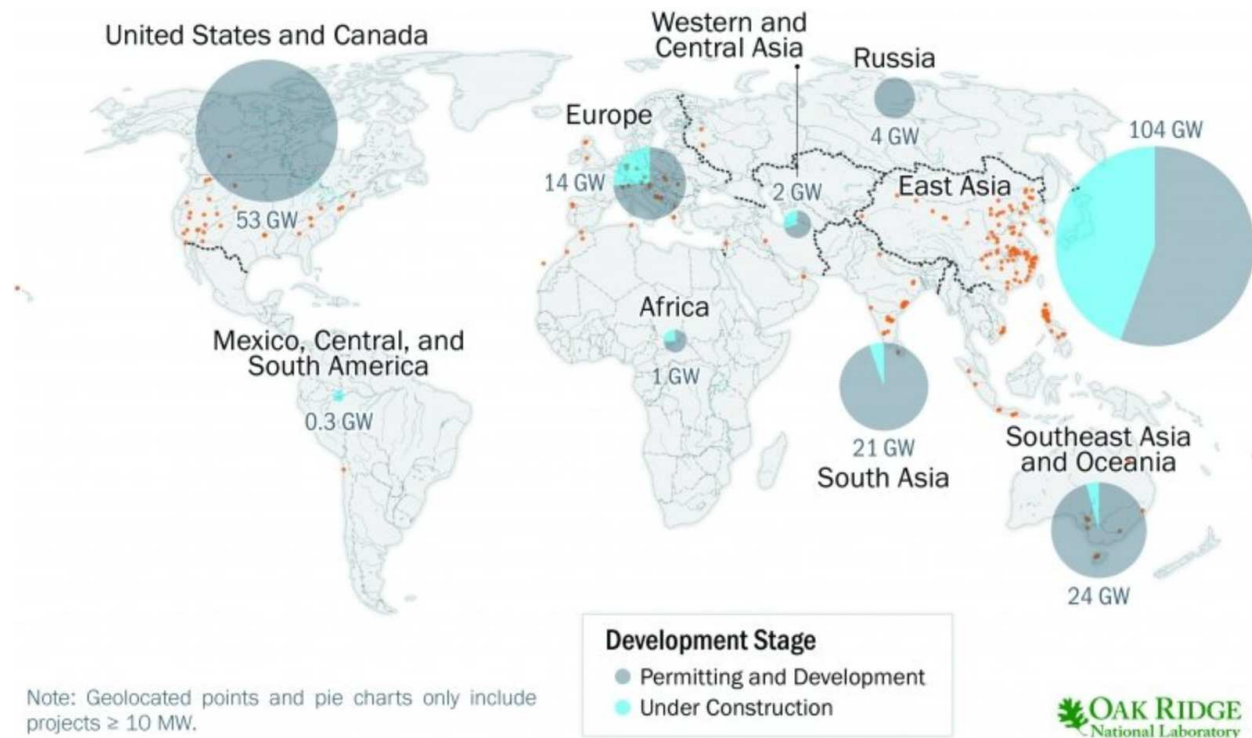 United States and Canada
53 GW
Western and
Central Asia
2 GW
Russia
4 GW
Europe
14 GW
104 GW
East Asia
Africa
1 GW
Mexico, Central, and
South America
0.3 GW
21 GW
South Asia
Southeast Asia
and Oceania
24 GW
Development Stage
Permitting and Development
Under Construction
Note: Geolocated points and pie charts only include
projects ≥ 10 MW.
OAK RIDGE
National Laboratory